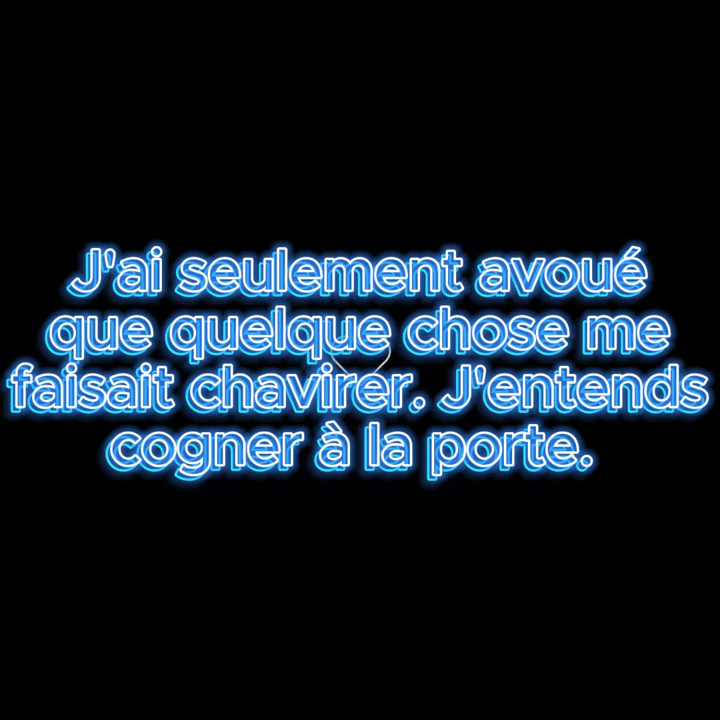 J'ai seulement avoué
que quelque chose me
faisait chavirer. J'entends
cogner à la porte.